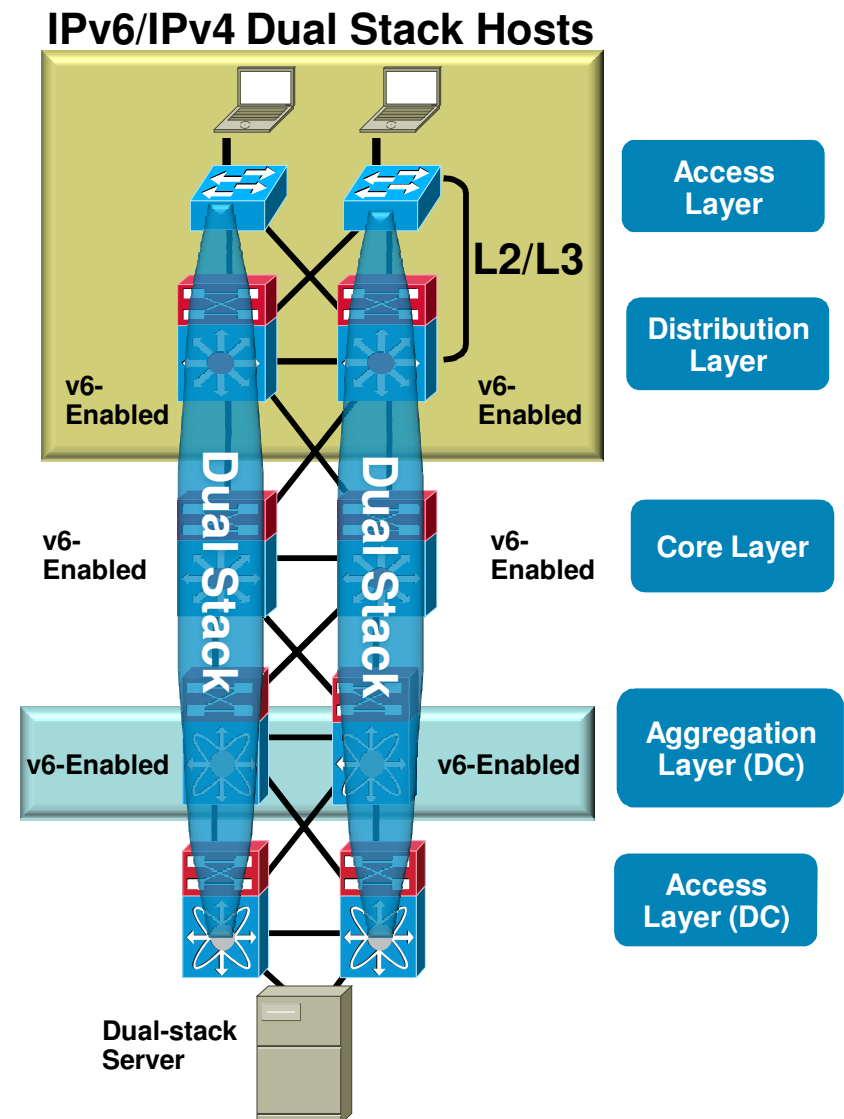 IPv6/IPv4 Dual Stack Hosts
Access
Layer
L2/L3
Distribution
Layer
v6-
Enabled
v6-
Enabled
Dual Stack
Dual Stack
v6-
Enabled
v6-
Enabled
Core Layer
v6-Enabled
v6-Enabled
Aggregation
Layer (DC)
Access
Layer (DC)
Dual-stack
Server